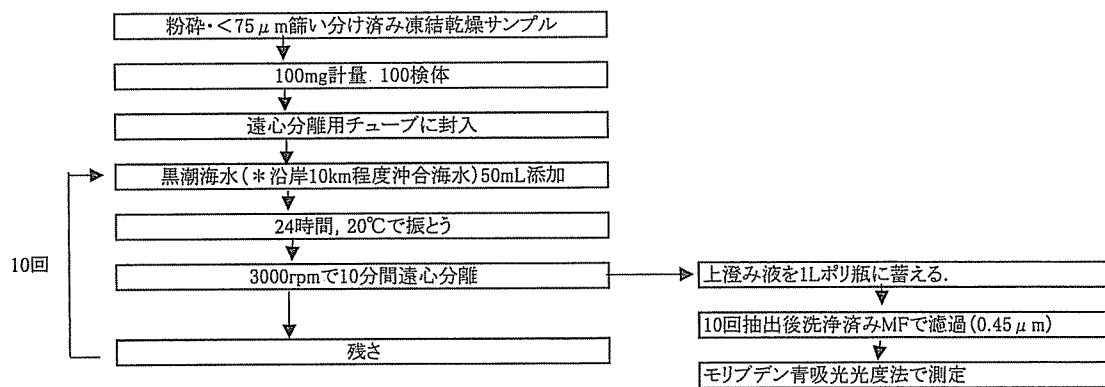 粉砕・<75μm篩い分け済み凍結乾燥サンプル
100mg計量. 100検体
遠心分離用チューブに封入
黒潮海水(*沿岸10km程度沖合海水)50mL添加
24時間, 20℃で振とう
10回
3000rpmで10分間遠心分離
上澄み液を1Lポリ瓶に蓄える.
10回抽出後洗浄済みMFで濾過(0.45μm)
残さ
モリブデン青吸光光度法で測定